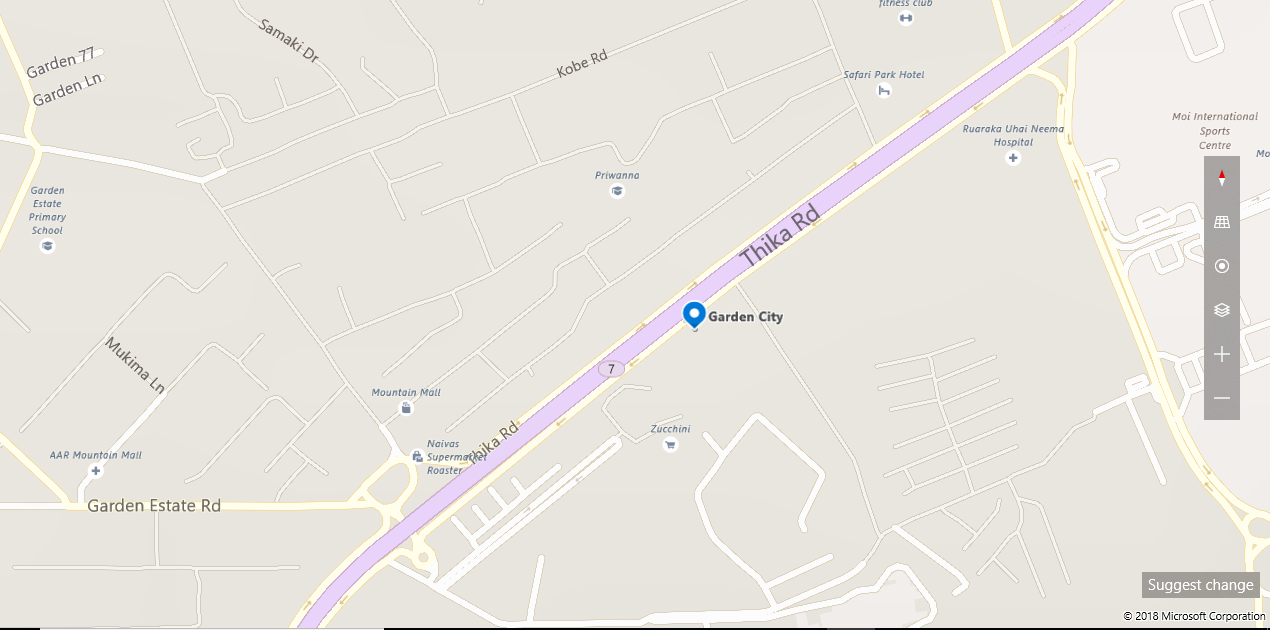 fitness club
Samaki Dr
Garden 77
Garden Ln
Kobe Rd
Safari Park Hotel
Moi International
Sports
Centre
Ruaraka Uhai Neema
Hospital
Mo
Priwanna
Garden
Estate
Primary
School
Thika Rd
Garden City
7
Mukima Ln
Mountain Mall
Zucchini
Thika Rd
Naivas
Supermarket
Roaster
AAR Mountain Mall
Garden Estate Rd
Suggest change
© 2018 Microsoft Corporation